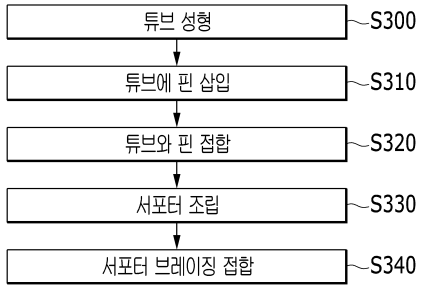 튜브 성형 S300
튜브에 핀 삽입 S310
튜브와 핀 접합 S320
서포터 조립 S330
서포터 브레이징 접합 S340